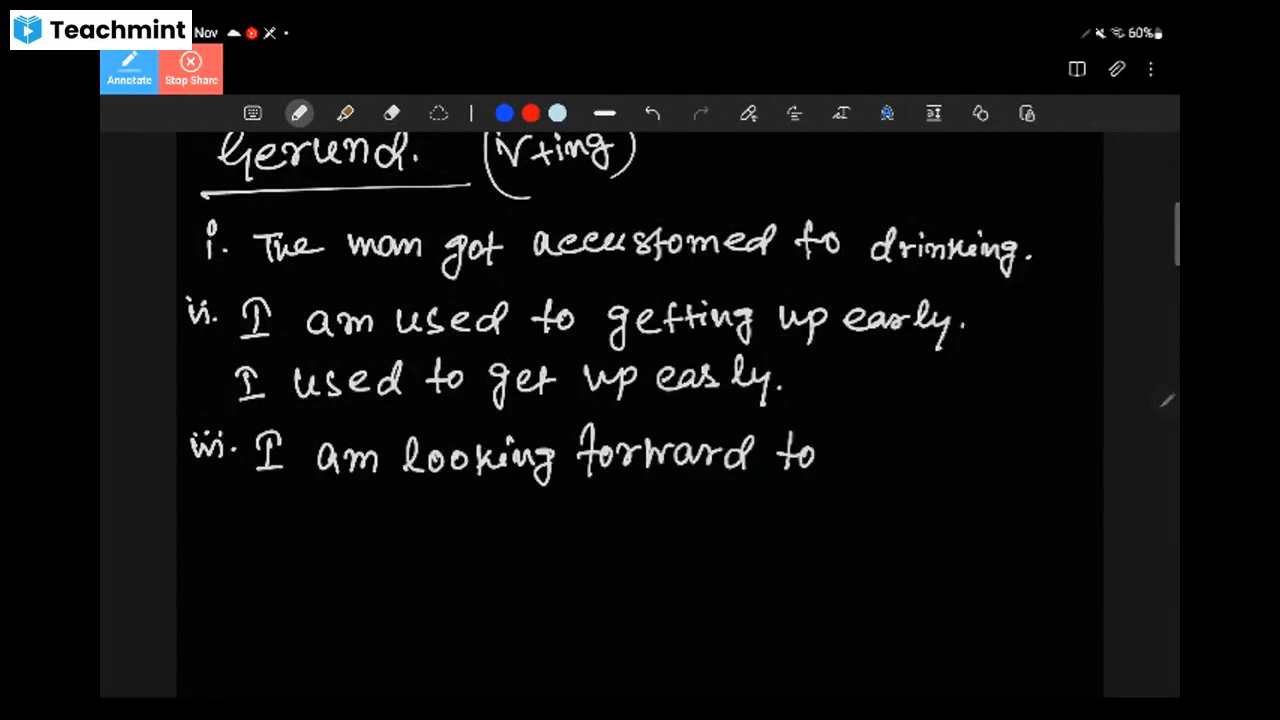 Teachmint
Nov
60%
Annotate
Stop Share
Gerund. (V+ing)
i. The man got accustomed to drinking.
ii. I am used to getting up early.
I used to get up easly.
iii. I am looking forward to